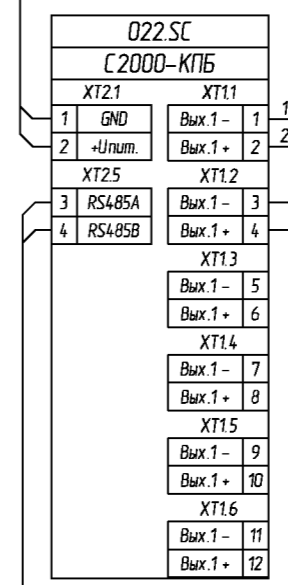 022.SC
С2000-КПБ
XT2.1 XT1.1
1 GND Вых.1 - 1 1
2 +Uпит. Вых.1 + 2 2
XT2.5 XT1.2
3 RS485A Вых.1 - 3
4 RS485B Вых.1 + 4
XT1.3
Вых.1 - 5
Вых.1 + 6
XT1.4
Вых.1 - 7
Вых.1 + 8
XT1.5
Вых.1 - 9
Вых.1 + 10
XT1.6
Вых.1 - 11
Вых.1 + 12